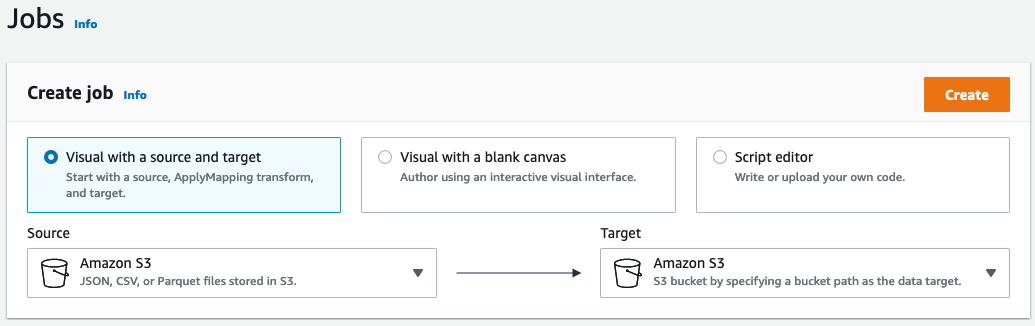 Jobs Info
Create job Info
Create
Visual with a source and target
Start with a source, ApplyMapping transform,
and target.
Visual with a blank canvas
Author using an interactive visual interface.
Script editor
Write or upload your own code.
Source
Amazon S3
JSON, CSV, or Parquet files stored in S3.
Target
Amazon S3
S3 bucket by specifying a bucket path as the data target.